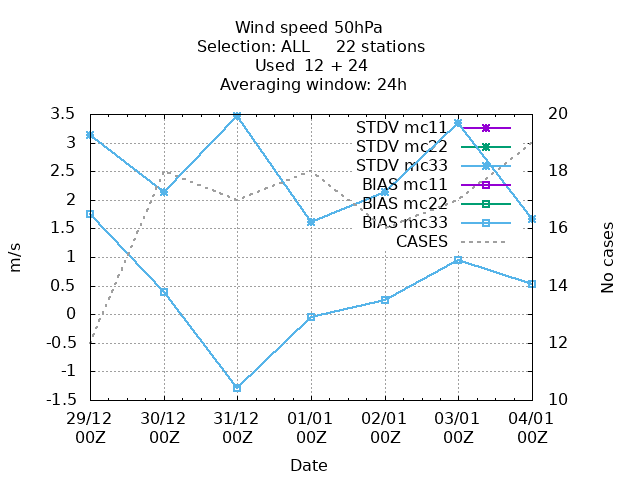 Wind speed 50hPa
Selection: ALL     22 stations
Used  12 + 24
Averaging window: 24h
3.5
3
2.5
2
1.5
1
0.5
0
-0.5
-1
-1.5
m/s
20
18
16
14
12
10
No cases
STDV mc11
STDV mc22
STDV mc33
BIAS mc11
BIAS mc22
BIAS mc33
CASES
29/12 30/12 31/12 01/01 02/01 03/01 04/01
00Z 00Z 00Z 00Z 00Z 00Z 00Z
Date